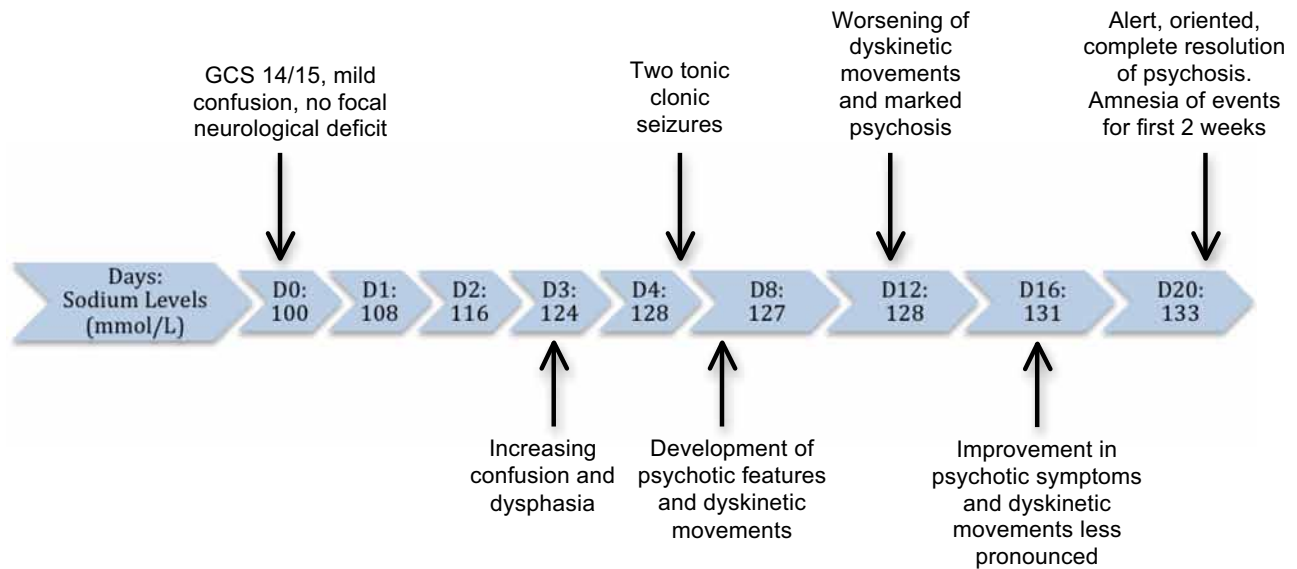 GCS 14/15, mild
confusion, no focal
neurological deficit
Two tonic
clonic
seizures
Worsening of
dyskinetic
movements
and marked
psychosis
Alert, oriented,
complete resolution
of psychosis.
Amnesia of events
for first 2 weeks
Days:
Sodium Levels
(mmol/L)
D0:
100
D1:
108
D2:
116
D3:
124
D4:
128
D8:
127
D12:
128
D16:
131
D20:
133
Increasing
confusion and
dysphasia
Development of
psychotic features
and dyskinetic
movements
Improvement in
psychotic symptoms
and dyskinetic
movements less
pronounced